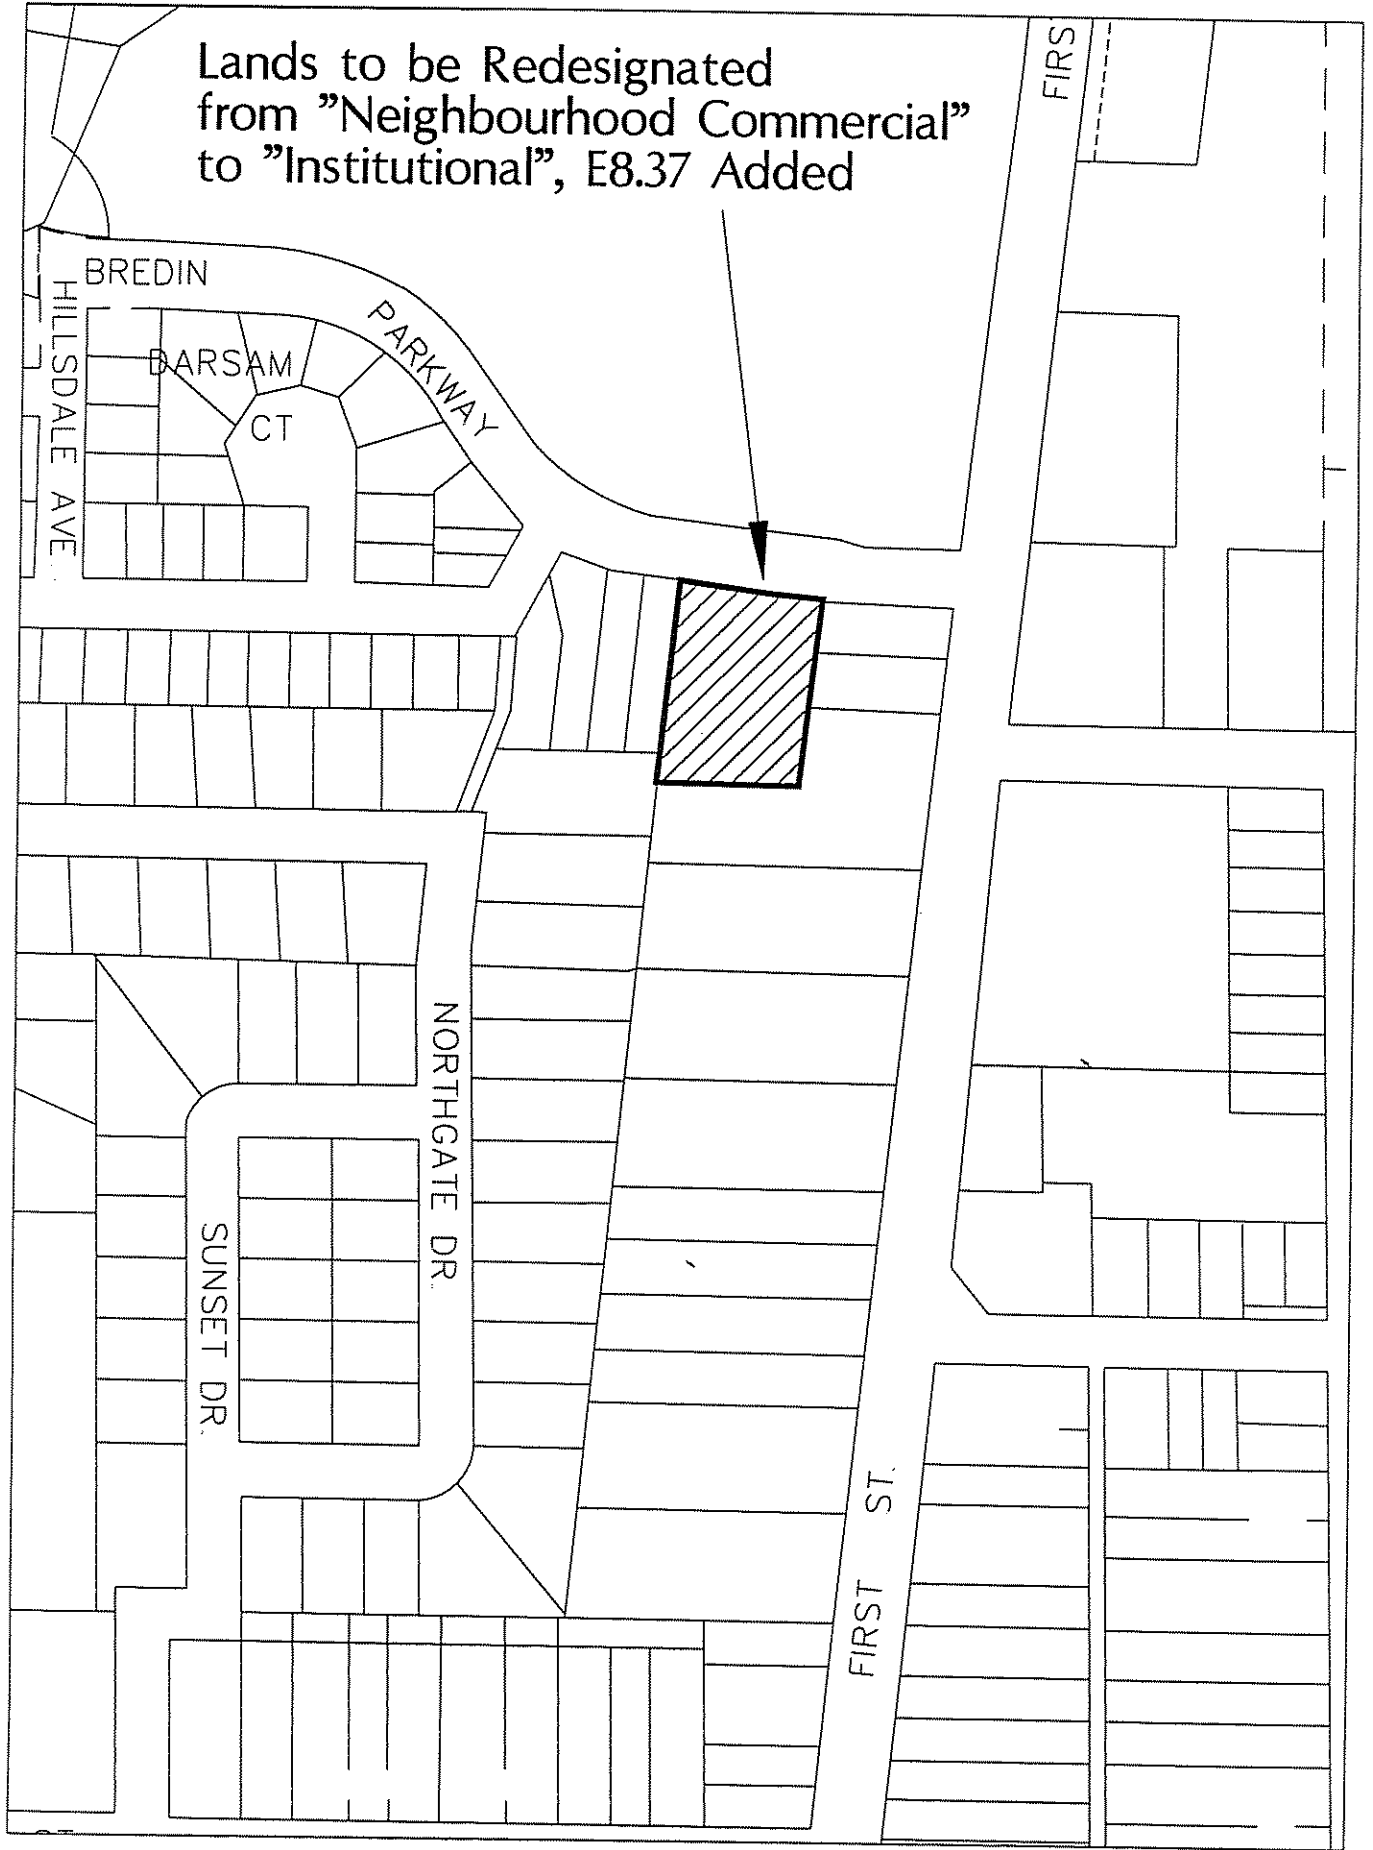 Lands to be Redesignated
from ”Neighbourhood Commercial”
to ”Institutional”, E8.37 Added
FIRS
BREDIN
PARKWAY
HILLSDALE AVE.
DARSAM
CT
NORTHGATE DR.
SUNSET DR.
FIRST ST.